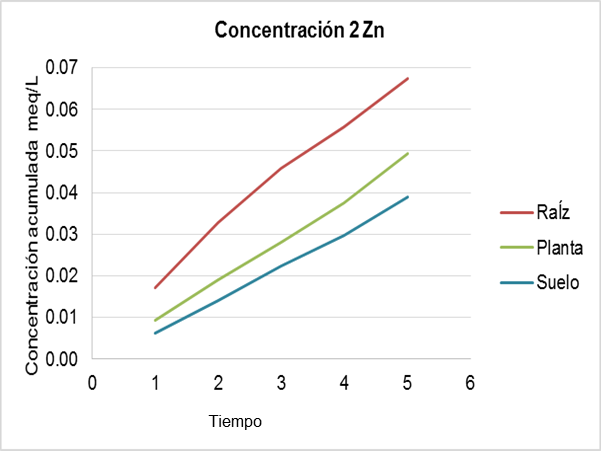 Concentración 2 Zn
Concentración acumulada meq/L
0.07
0.06
0.05
0.04
0.03
0.02
0.01
0.00
0 1 2 3 4 5 6
Tiempo
RaÍz
Planta
Suelo